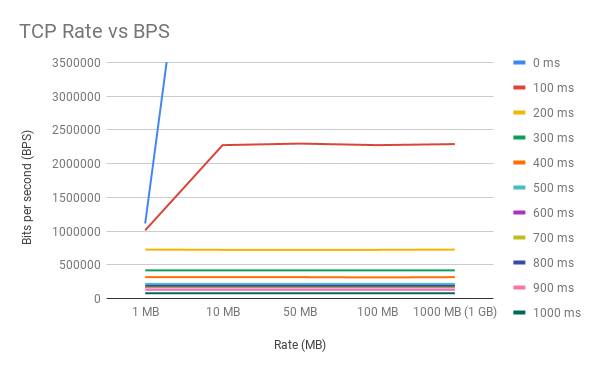 TCP Rate vs BPS
3500000
3000000
2500000
2000000
1500000
1000000
500000
0
Bits per second (BPS)
1 MB
10 MB
50 MB
100 MB
1000 MB (1 GB)
Rate (MB)
0 ms
100 ms
200 ms
300 ms
400 ms
500 ms
600 ms
700 ms
800 ms
900 ms
1000 ms